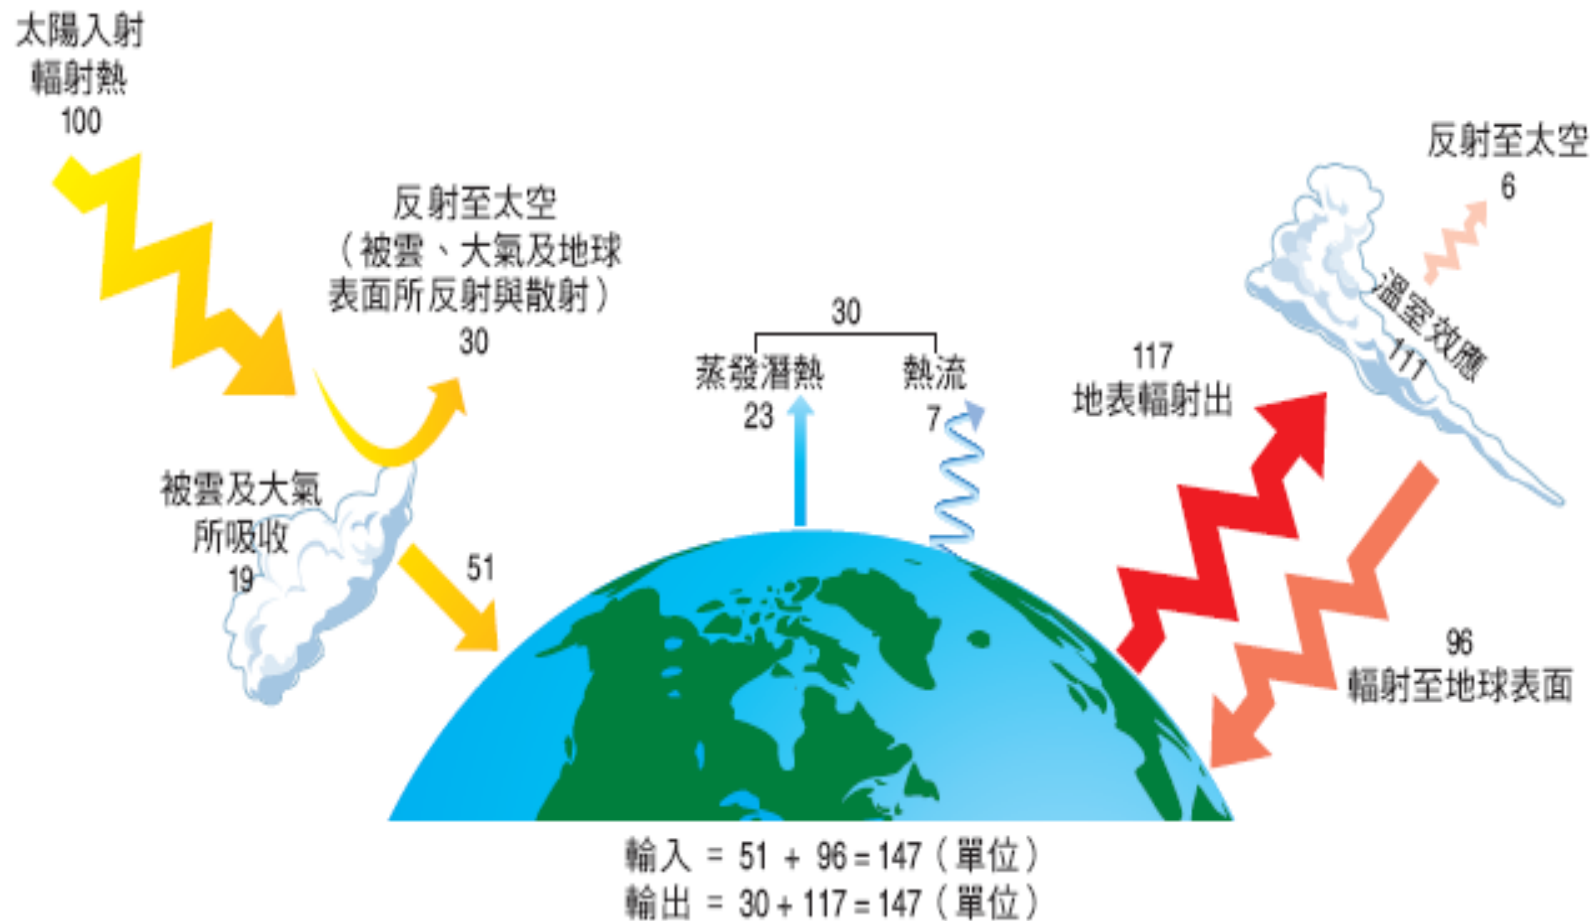 太陽入射
輻射熱
100
反射至太空
（被雲、大氣及地球
表面所反射與散射）
30
被雲及大氣
所吸收
19
51
30
蒸發潛熱
23
熱流
7
117
地表輻射出
反射至太空
6
溫室效應
111
96
輻射至地球表面
輸入 = 51 + 96 = 147（單位）
輸出 = 30 + 117 = 147（單位）